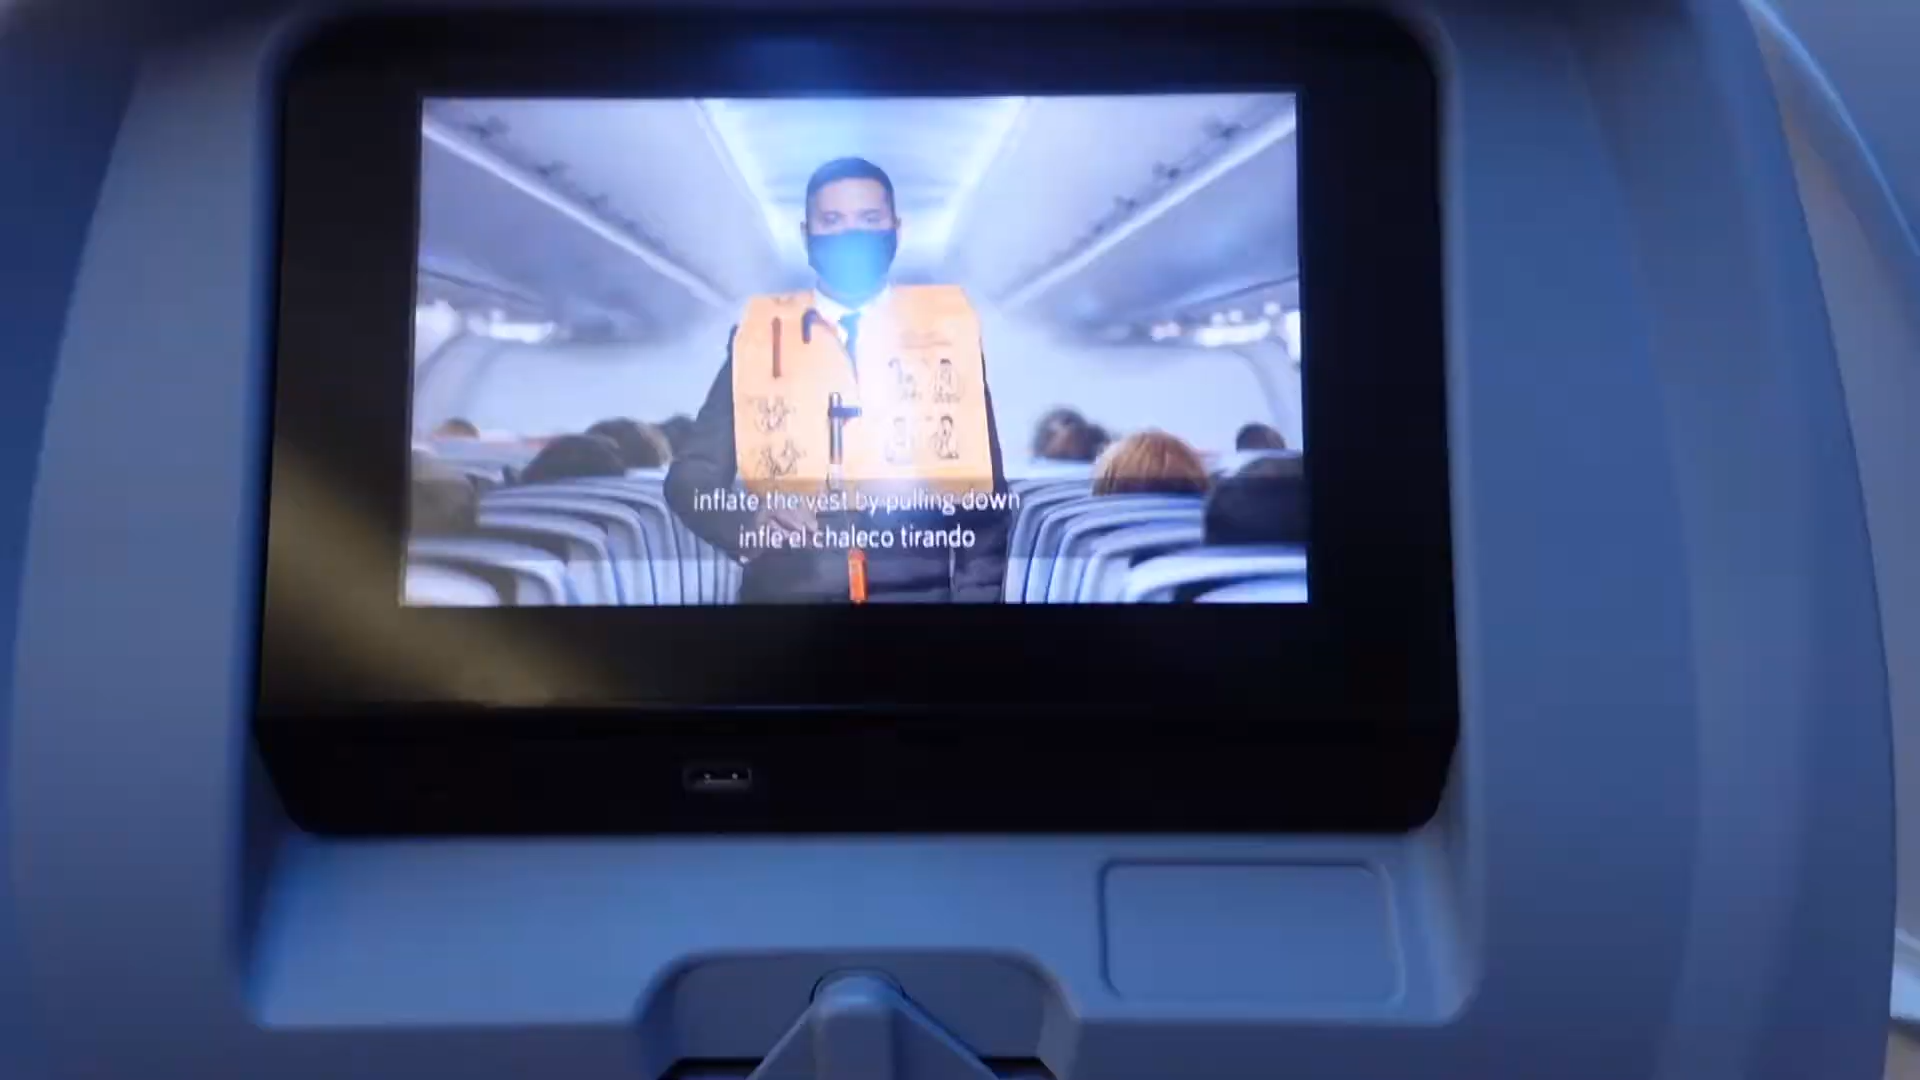 inflate the vest by pulling down
infle el chaleco tirando